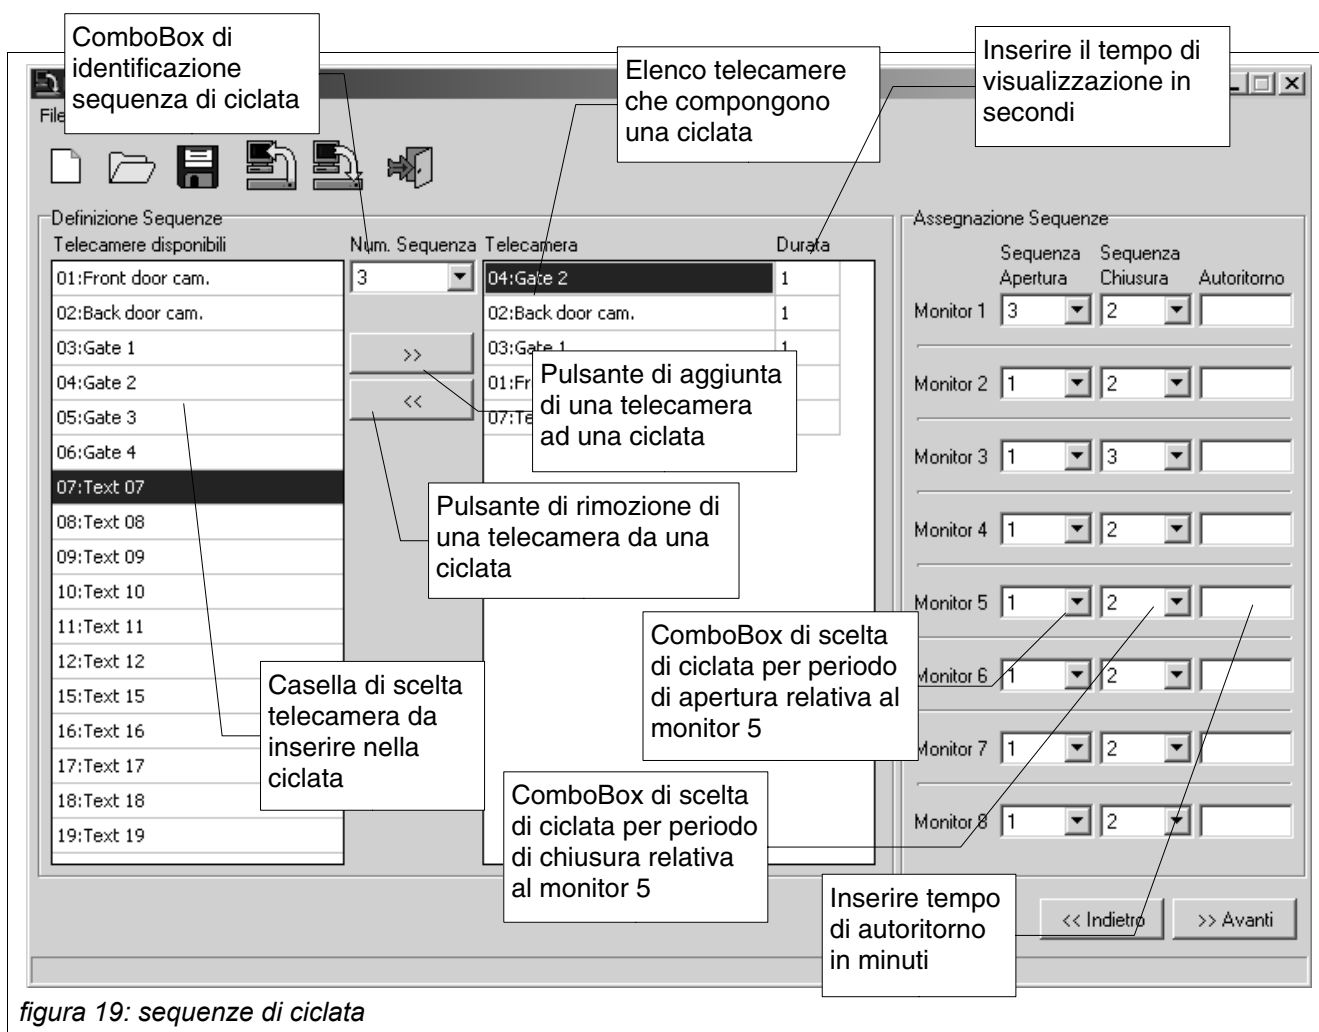 ComboBox di
identificazione
sequenza di ciclata
Elenco telecamere
che compongono
una ciclata
Inserire il tempo di
visualizzazione in
secondi
File
Definizione Sequenze
Telecamere disponibili
Num. Sequenza
Telecamera
Durata
01:Front door cam.
02:Back door cam.
03:Gate 1
04:Gate 2
05:Gate 3
06:Gate 4
07:Text 07
08:Text 08
09:Text 09
10:Text 10
11:Text 11
12:Text 12
15:Text 15
16:Text 16
17:Text 17
18:Text 18
19:Text 19
3
>>
<<
04:Gate 2 1
02:Back door cam. 1
03:Gate 1 1
01:Fr
07:Te
Pulsante di aggiunta
di una telecamera
ad una ciclata
Pulsante di rimozione di
una telecamera da una
ciclata
Casella di scelta
telecamera da
inserire nella
ciclata
ComboBox di scelta
di ciclata per periodo
di apertura relativa al
monitor 5
ComboBox di scelta
di ciclata per periodo
di chiusura relativa
al monitor 5
Inserire tempo
di autoritorno
in minuti
Assegnazione Sequenze
Sequenza
Apertura
Sequenza
Chiusura
Autoritorno
Monitor 1 3 2
Monitor 2 1 2
Monitor 3 1 3
Monitor 4 1 2
Monitor 5 1 2
Monitor 6 1 2
Monitor 7 1 2
Monitor 8 1 2
<< Indietro
>> Avanti
figura 19: sequenze di ciclata